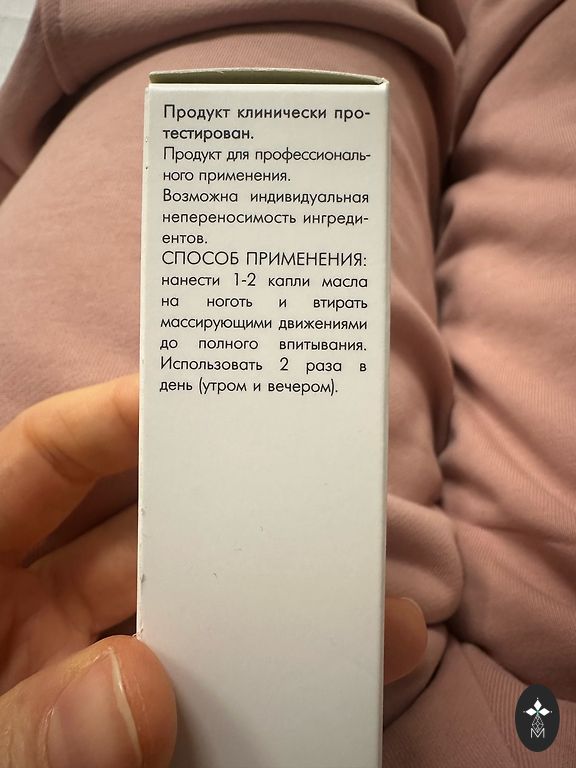 Продукт клинически про-
тестирован.
Продукт для профессиональ-
ного применения.
Возможна индивидуальная
непереносимость ингреди-
ентов.
СПОСОБ ПРИМЕНЕНИЯ:
нанести 1-2 капли масла
на ноготь и втирать
массирующими движениями
до полного впитывания.
Использовать 2 раза в
день (утром и вечером).
M